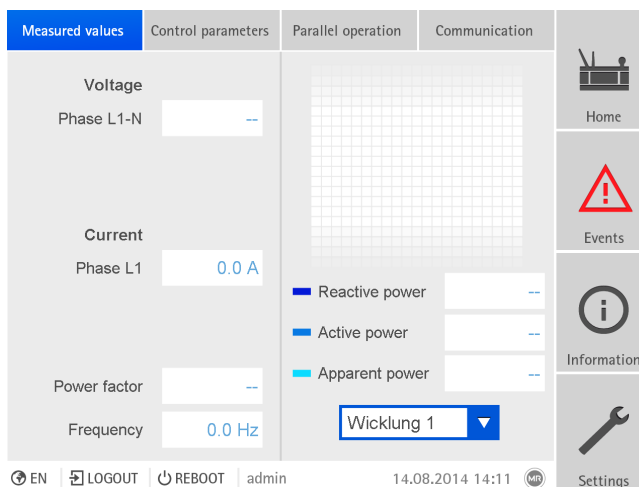 Measured values
Control parameters
Parallel operation
Communication
Voltage
Phase L1-N --
Current
Phase L1 0.0 A
Power factor --
Frequency 0.0 Hz
Reactive power --
Active power --
Apparent power --
Wicklung 1
Home
Events
Information
Settings
EN LOGOUT REBOOT admin 14.08.2014 14:11 MR